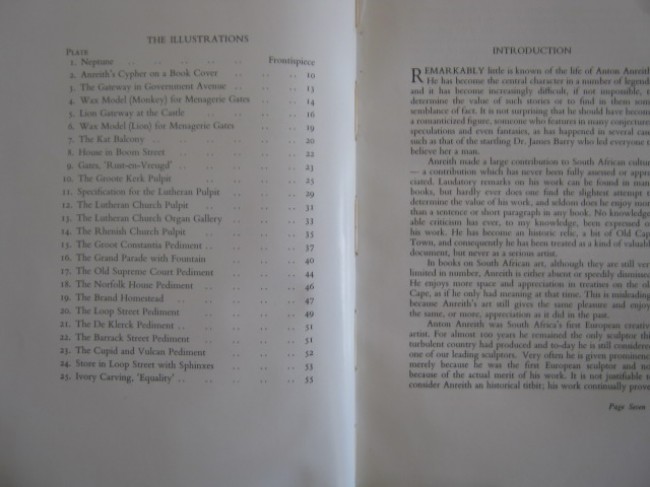 THE ILLUSTRATIONS
PLATE
1. Neptune .. .. .. .. .. Frontispiece
2. Anreith's Cypher on a Book Cover .. .. .. 10
3. The Gateway in Government Avenue .. .. .. 13
4. Wax Model (Monkey) for Menagerie Gates .. .. 14
5. Lion Gateway at the Castle .. .. .. .. 16
6. Wax Model (Lion) for Menagerie Gates .. .. 19
7. The Kat Balcony .. .. .. .. .. 20
8. House in Boom Street .. .. .. .. 22
9. Gates, 'Rust-en-Vreugd' .. .. .. .. 23
10. The Groote Kerk Pulpit .. .. .. .. 25
11. Specification for the Lutheran Pulpit .. .. .. 29
12. The Lutheran Church Pulpit .. .. .. 31
13. The Lutheran Church Organ Gallery .. .. .. 33
14. The Rhenish Church Pulpit .. .. .. 35
15. The Groot Constantia Pediment .. .. .. .. 37
16. The Grand Parade with Fountain .. .. .. 40
17. The Old Supreme Court Pediment .. .. .. 44
18. The Norfolk House Pediment .. .. .. 46
19. The Brand Homestead .. .. .. .. 47
20. The Loop Street Pediment .. .. .. 49
21. The De Klerck Pediment .. .. .. .. 51
22. The Barrack Street Pediment .. .. .. 51
23. The Cupid and Vulcan Pediment .. .. .. 52
24. Store in Loop Street with Sphinxes .. .. .. 53
25. Ivory Carving, 'Equality' .. .. .. .. 55
INTRODUCTION
REMARKABLY little is known of the life of Anton Anreith
He has become the central character in a number of legend
and it has become increasingly difficult, if not impossible, t
determine the value of such stories or to find in them som
semblance of fact. It is not surprising that he should have becom
a romanticized figure, someone who features in many conjecture
speculations and even fantasies, as has happened in several case
such as that of the startling Dr. James Barry who led everyone t
believe her a man.
Anreith made a large contribution to South African cultur
— a contribution which has never been fully assessed or appre
ciated. Laudatory remarks on his work can be found in man
books, but hardly ever does one find the slightest attempt t
determine the value of his work, and seldom does he enjoy mor
than a sentence or short paragraph in any book. No knowledge
able criticism has ever, to my knowledge, been expressed o
his work. He has become an historic relic, a bit of Old Cap
Town, and consequently he has been treated as a kind of valuabl
document, but never as a serious artist.
In books on South African art, although they are still ver
limited in number, Anreith is either absent or speedily dismisse
He enjoys more space and appreciation in treatises on the ol
Cape, as if he only had meaning at that time. This is misleading
because Anreith's art still gives the same pleasure and enjoy
the same, or more, appreciation as it did in the past.
Anton Anreith was South Africa's first European creativ
artist. For almost 100 years he remained the only sculptor thi
turbulent country had produced and to-day he is still considere
one of our leading sculptors. Very often he is given prominenc
merely because he was the first European sculptor and no
because of the actual merit of his work. It is not justifiable t
consider Anreith an historical titbit; his work continually prove
Page Seven